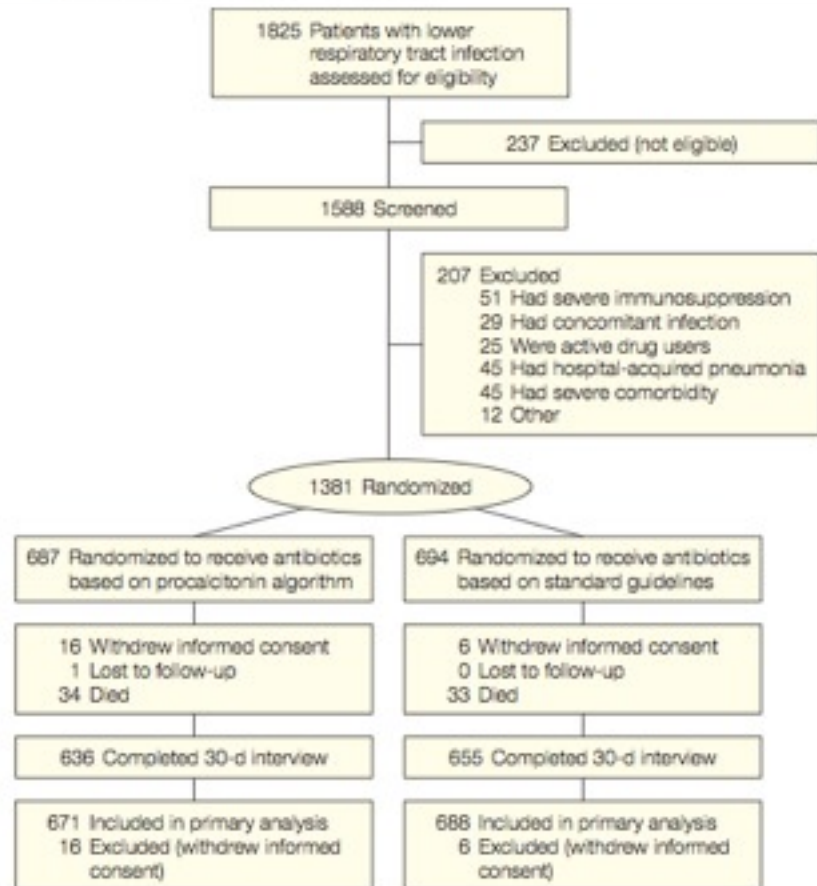 1825 Patients with lower
respiratory tract infection
assessed for eligibility
237 Excluded (not eligible)
1588 Screened
207 Excluded
51 Had severe immunosuppression
29 Had concomitant infection
25 Were active drug users
45 Had hospital-acquired pneumonia
45 Had severe comorbidity
12 Other
1381 Randomized
687 Randomized to receive antibiotics
based on procalcitonin algorithm
694 Randomized to receive antibiotics
based on standard guidelines
16 Withdrew informed consent
1 Lost to follow-up
34 Died
6 Withdrew informed consent
0 Lost to follow-up
33 Died
636 Completed 30-d interview
655 Completed 30-d interview
671 Included in primary analysis
16 Excluded (withdrew informed
consent)
688 Included in primary analysis
6 Excluded (withdrew informed
consent)